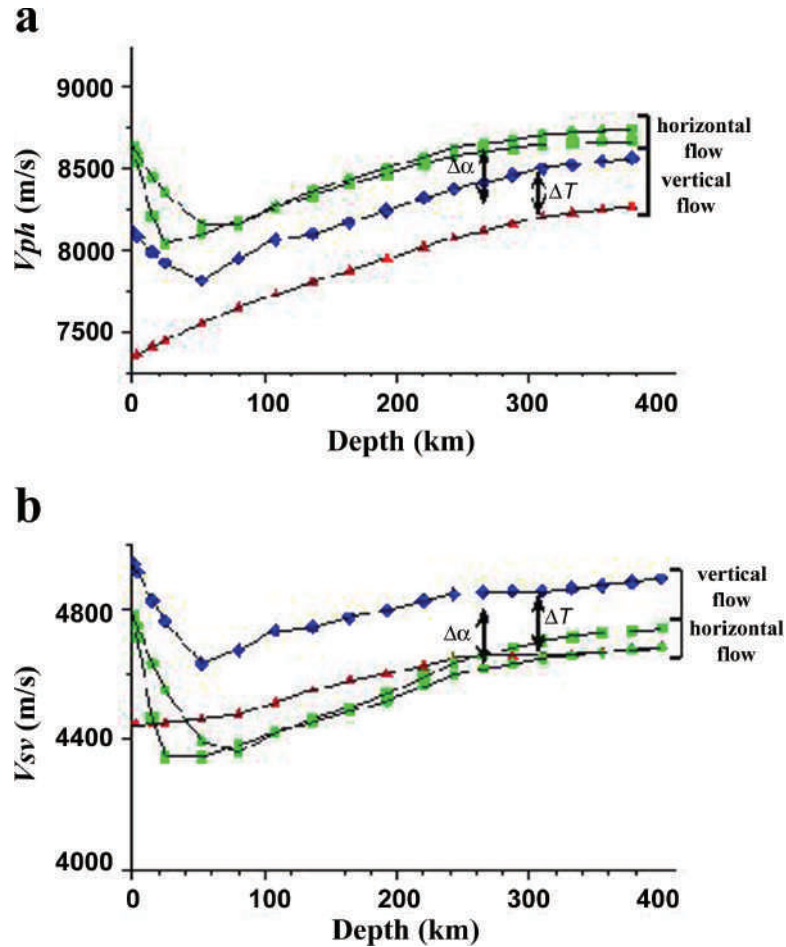 a
9000
8500
8000
7500
Vph (m/s)
Δα
ΔT
horizontal
flow
vertical
flow
0 100 200 300 400
Depth (km)
b
4800
4400
4000
Vsv (m/s)
Δα
ΔT
vertical
flow
horizontal
flow
0 100 200 300 400
Depth (km)